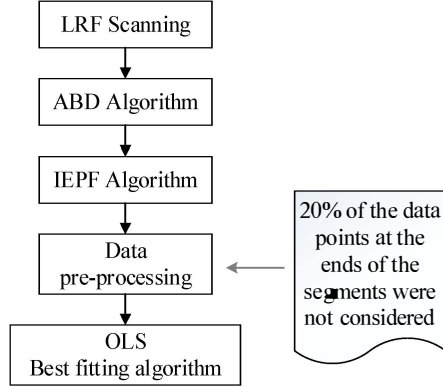 LRF Scanning
ABD Algorithm
IEPF Algorithm
Data
pre-processing
20% of the data
points at the
ends of the
segments were
not considered
OLS
Best fitting algorithm